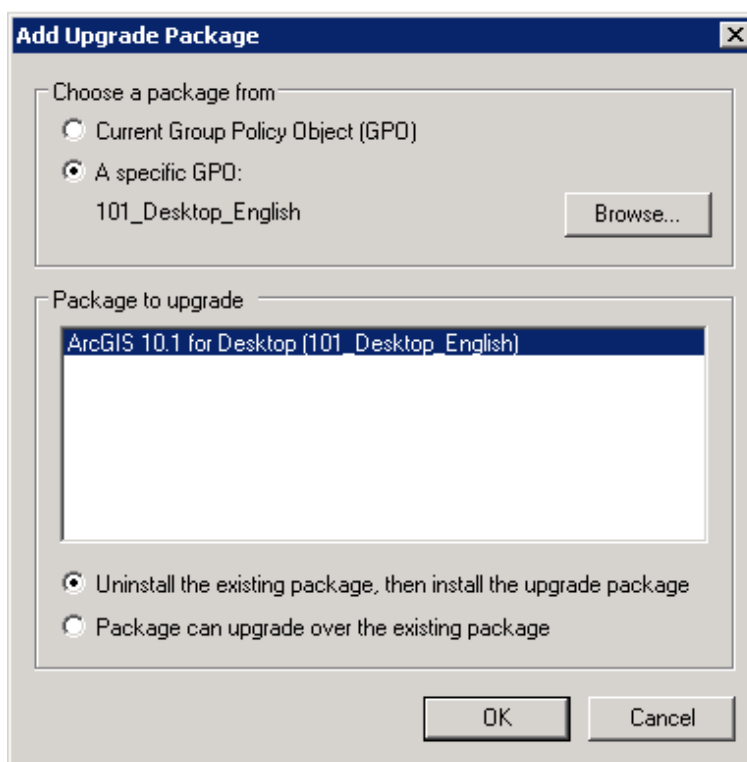 Add Upgrade Package
Choose a package from
Current Group Policy Object (GPO)
A specific GPO:
101_Desktop_English
Browse...
Package to upgrade
ArcGIS 10.1 for Desktop (101_Desktop_English)
Uninstall the existing package, then install the upgrade package
Package can upgrade over the existing package
OK
Cancel